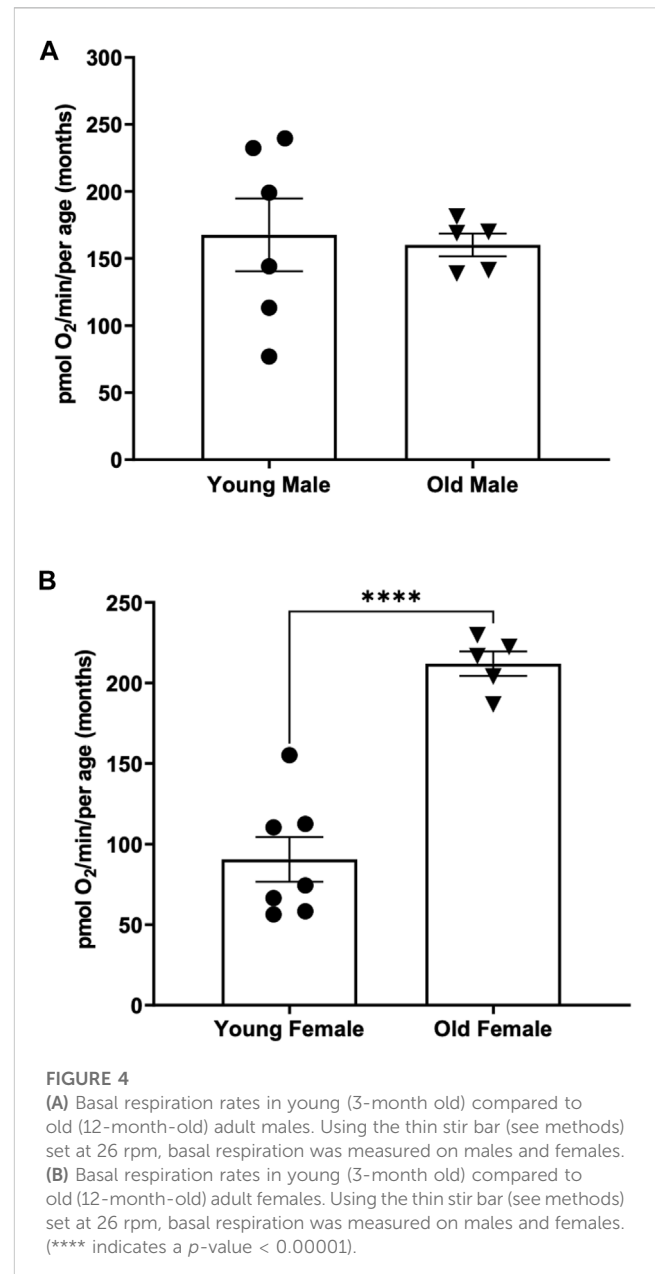 A
300
250
200
150
100
50
0
pmol O₂/min/per age (months)
Young Male
Old Male
B
****
250
200
150
100
50
0
pmol O₂/min/per age (months)
Young Female
Old Female
FIGURE 4
(A) Basal respiration rates in young (3-month old) compared to
old (12-month-old) adult males. Using the thin stir bar (see methods)
set at 26 rpm, basal respiration was measured on males and females.
(B) Basal respiration rates in young (3-month old) compared to
old (12-month-old) adult females. Using the thin stir bar (see methods)
set at 26 rpm, basal respiration was measured on males and females.
(**** indicates a p-value < 0.00001).